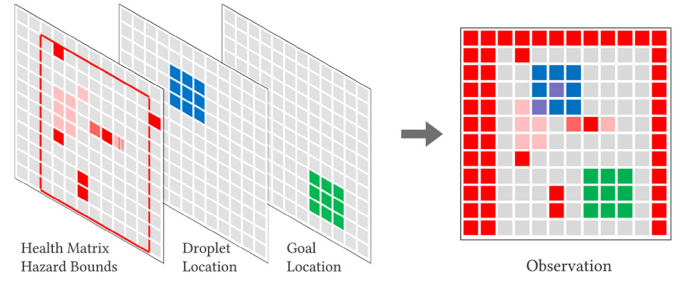 Health Matrix
Hazard Bounds
Droplet
Location
Goal
Location
Observation